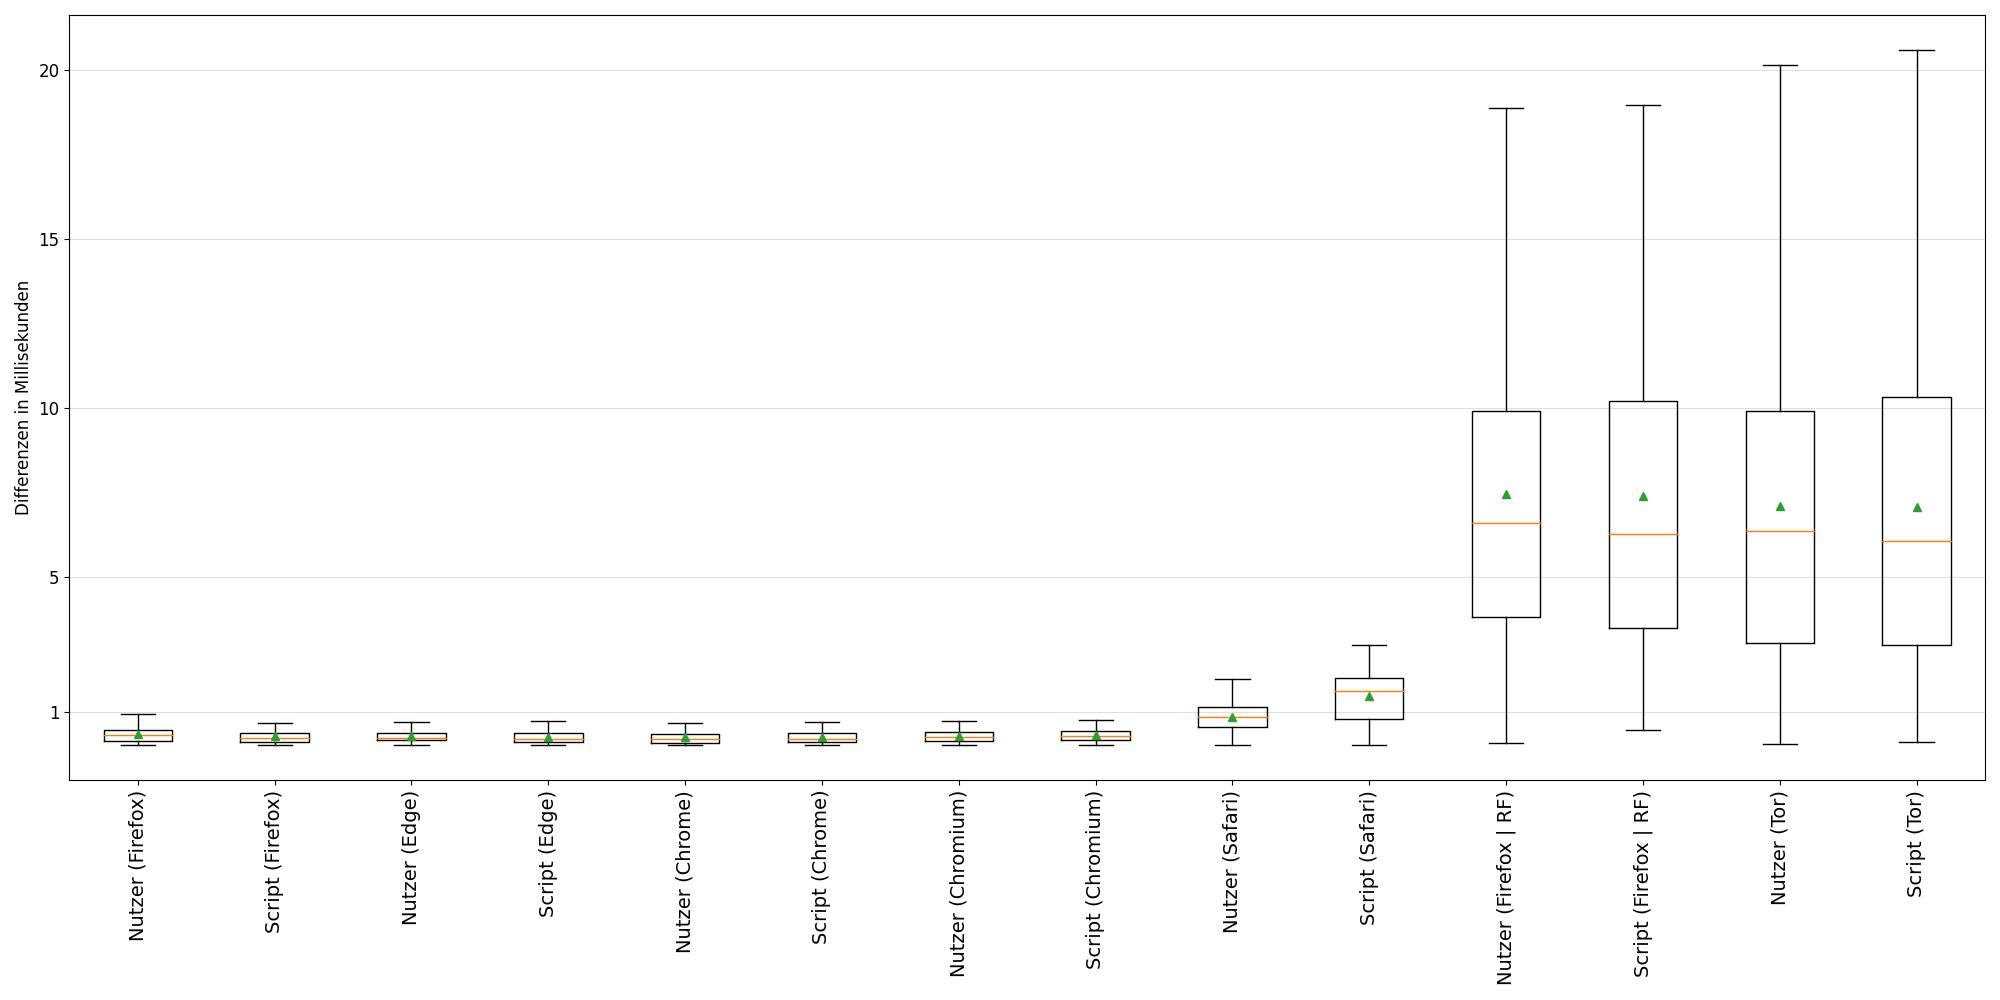 20
15
10
5
1
Differenzen in Millisekunden
Nutzer (Firefox)
Script (Firefox)
Nutzer (Edge)
Script (Edge)
Nutzer (Chrome)
Script (Chrome)
Nutzer (Chromium)
Script (Chromium)
Nutzer (Safari)
Script (Safari)
Nutzer (Firefox | RF)
Script (Firefox | RF)
Nutzer (Tor)
Script (Tor)